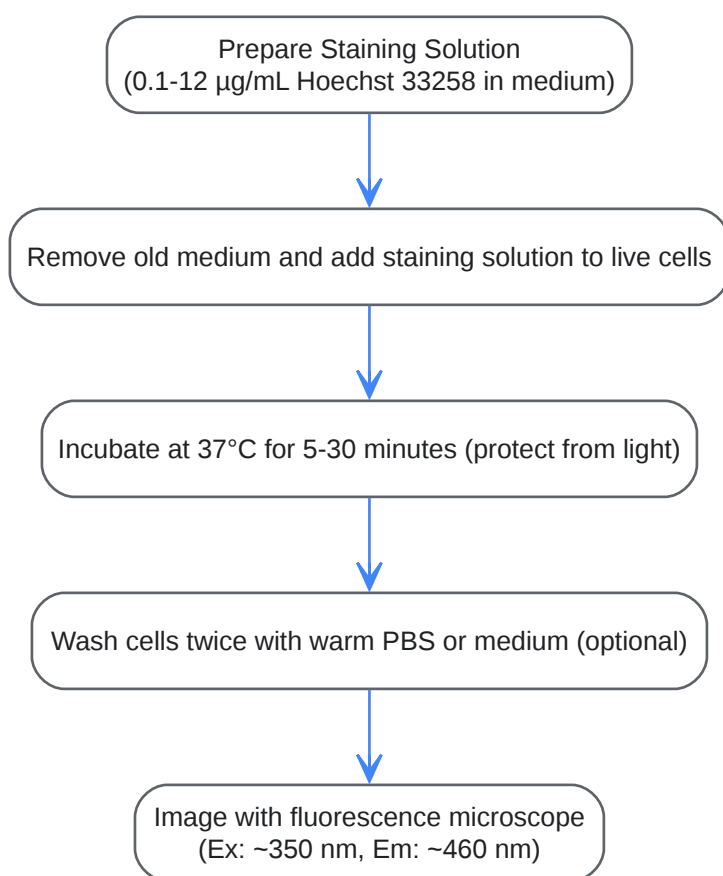 Prepare Staining Solution
(0.1-12 µg/mL Hoechst 33258 in medium)
Remove old medium and add staining solution to live cells
Incubate at 37°C for 5-30 minutes (protect from light)
Wash cells twice with warm PBS or medium (optional)
Image with fluorescence microscope
(Ex: ~350 nm, Em: ~460 nm)